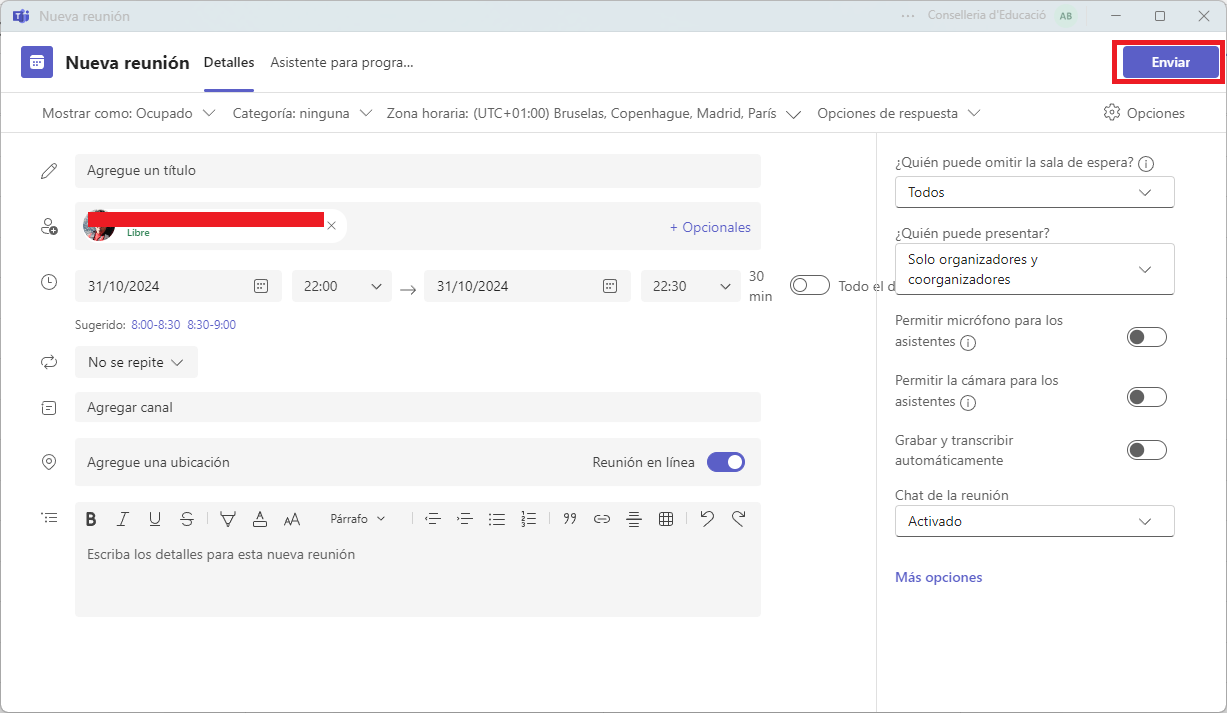 Nueva reunión
Conselleria d'Educació AB
Nueva reunión Detalles Asistente para progra... Enviar
Mostrar como: Ocupado Categoría: ninguna Zona horaria: (UTC+01:00) Bruselas, Copenhague, Madrid, París Opciones de respuesta Opciones
Agregue un título
Libre
+ Opcionales
31/10/2024 22:00 31/10/2024 22:30 30 min Todo el d
Sugerido: 8:00-8:30 8:30-9:00
No se repite
Agregar canal
Agregue una ubicación Reunión en línea
B I U S A AA Párrafo
Escriba los detalles para esta nueva reunión
¿Quién puede omitir la sala de espera?
Todos
¿Quién puede presentar?
Solo organizadores y
coorganizadores
Permitir micrófono para los
asistentes
Permitir la cámara para los
asistentes
Grabar y transcribir
automáticamente
Chat de la reunión
Activado
Más opciones